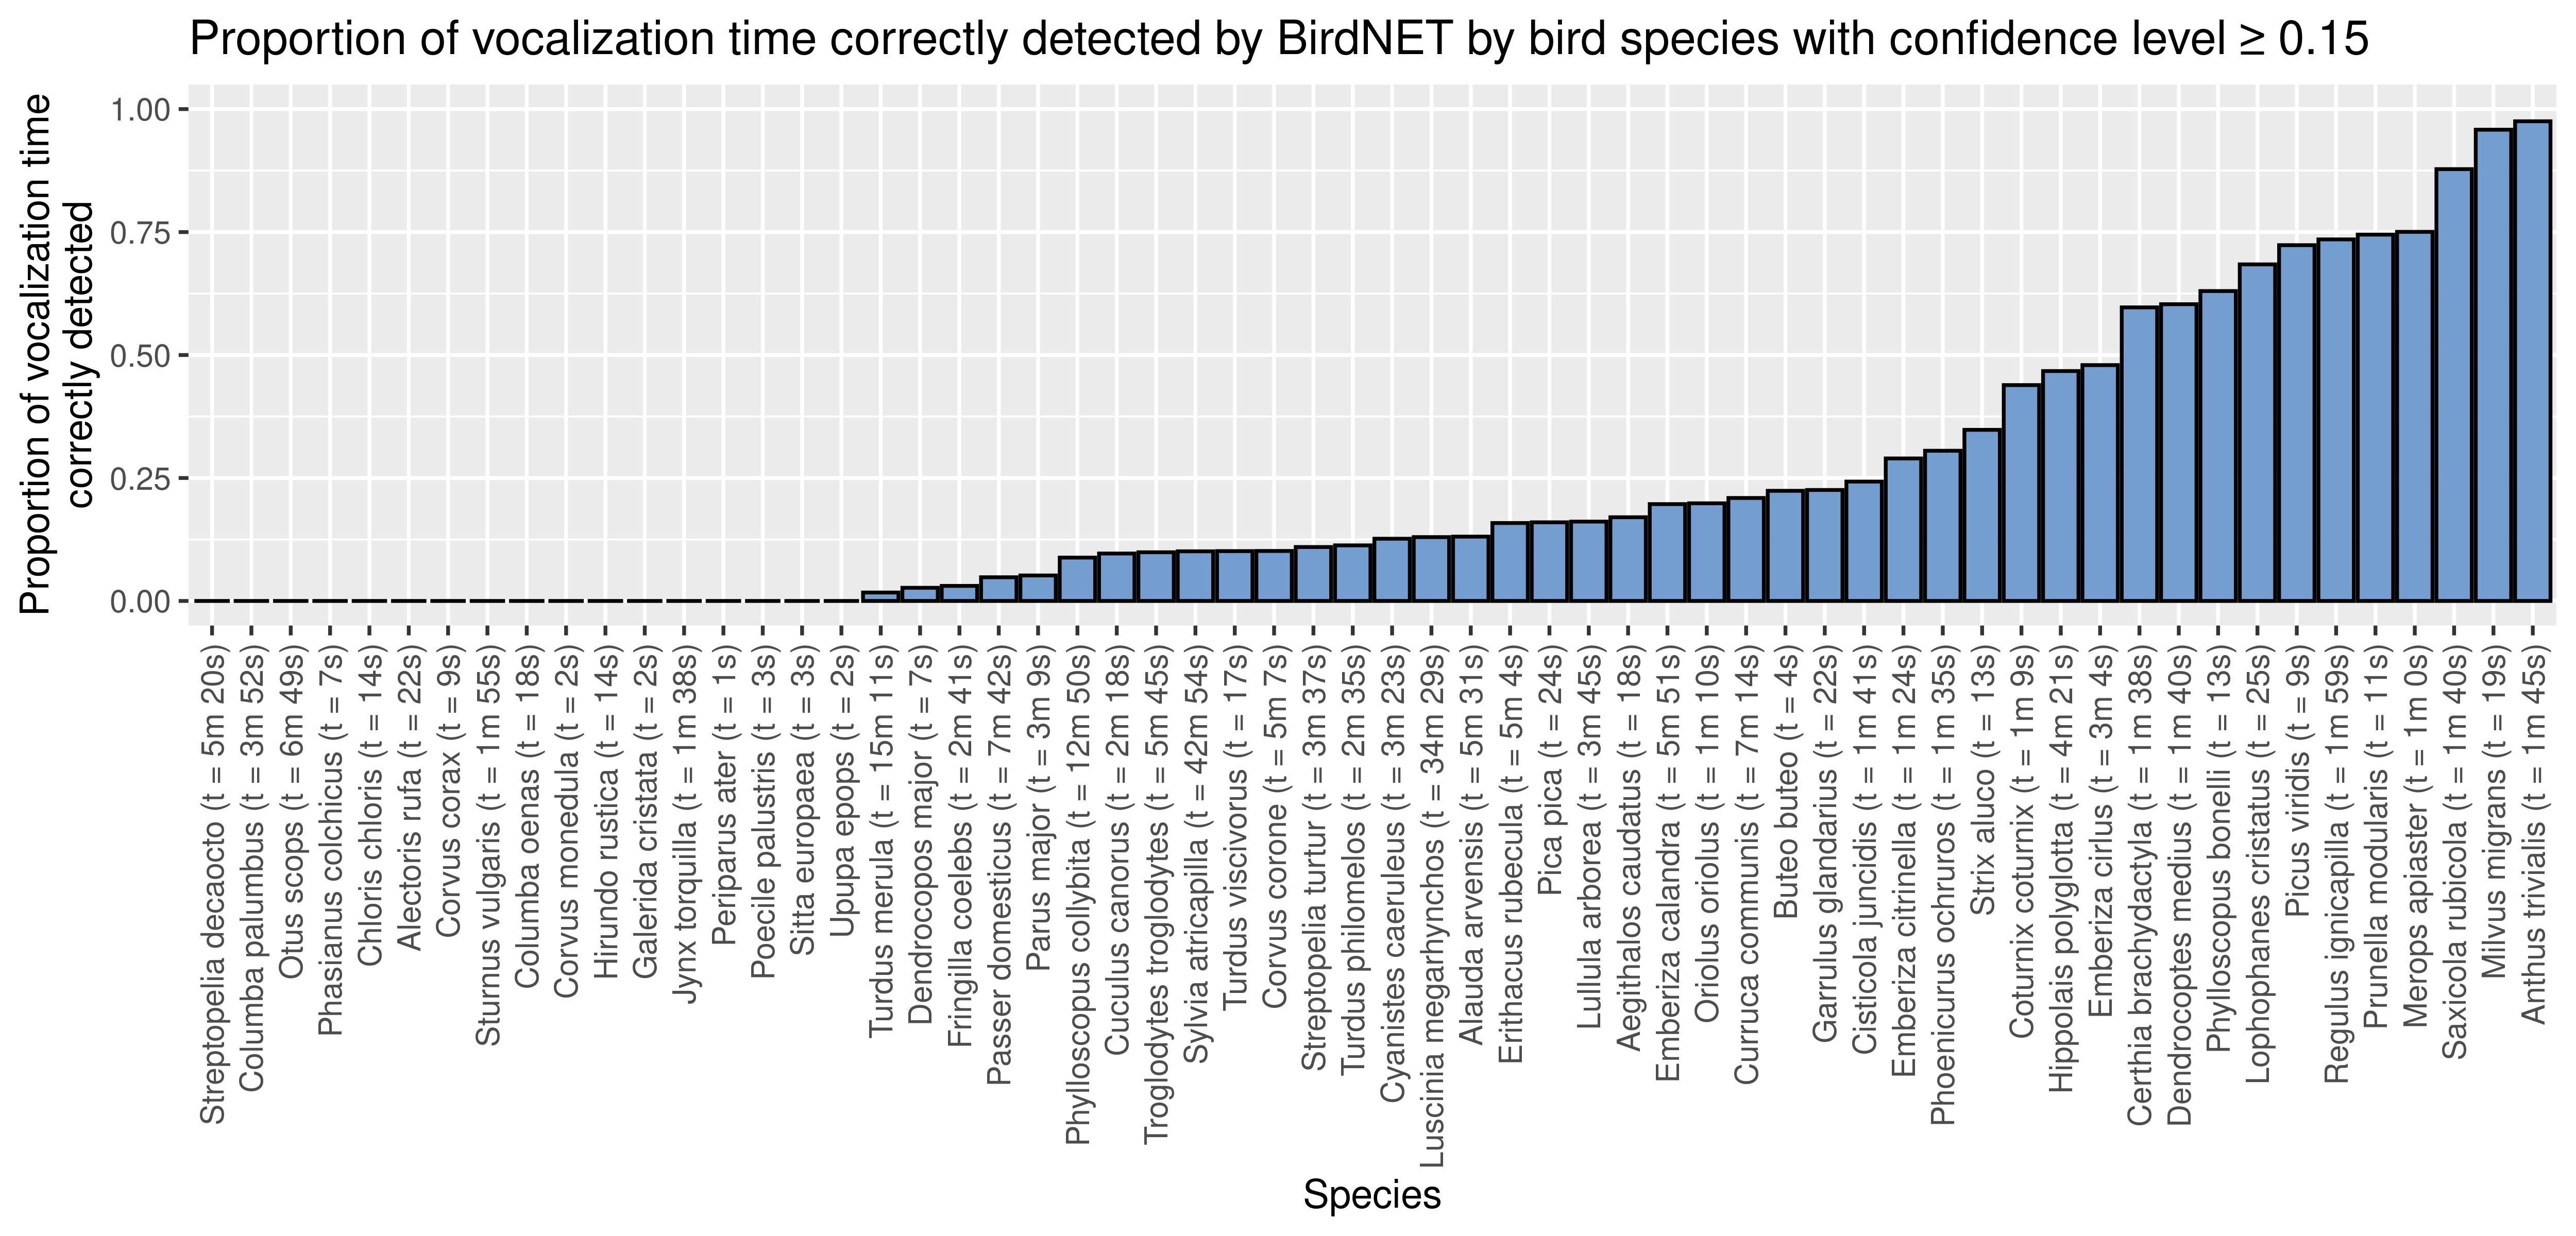 Proportion of vocalization time correctly detected by BirdNET by bird species with confidence level ≥ 0.15
Proportion of vocalization time
correctly detected
1.00
0.75
0.50
0.25
0.00
Streptopelia decaocto (t = 5m 20s)
Columba palumbus (t = 3m 52s)
Otus scops (t = 6m 49s)
Phasianus colchicus (t = 7s)
Chloris chloris (t = 14s)
Alectoris rufa (t = 22s)
Corvus corax (t = 9s)
Sturnus vulgaris (t = 1m 55s)
Columba oenas (t = 18s)
Corvus monedula (t = 2s)
Hirundo rustica (t = 14s)
Galerida cristata (t = 2s)
Jynx torquilla (t = 1m 38s)
Periparus ater (t = 1s)
Poecile palustris (t = 3s)
Sitta europaea (t = 3s)
Upupa epops (t = 2s)
Turdus merula (t = 15m 11s)
Dendrocopos major (t = 7s)
Fringilla coelebs (t = 2m 41s)
Passer domesticus (t = 7m 42s)
Parus major (t = 3m 9s)
Phylloscopus collybita (t = 12m 50s)
Cuculus canorus (t = 2m 18s)
Troglodytes troglodytes (t = 5m 45s)
Sylvia atricapilla (t = 42m 54s)
Turdus viscivorus (t = 17s)
Corvus corone (t = 5m 7s)
Streptopelia turtur (t = 3m 37s)
Turdus philomelos (t = 2m 35s)
Cyanistes caeruleus (t = 3m 23s)
Luscinia megarhynchos (t = 34m 29s)
Alauda arvensis (t = 5m 31s)
Erithacus rubecula (t = 5m 4s)
Pica pica (t = 24s)
Lullula arborea (t = 3m 45s)
Aegithalos caudatus (t = 18s)
Emberiza calandra (t = 5m 51s)
Oriolus oriolus (t = 1m 10s)
Curruca communis (t = 7m 14s)
Buteo buteo (t = 4s)
Garrulus glandarius (t = 22s)
Cisticola juncidis (t = 1m 41s)
Emberiza citrinella (t = 1m 24s)
Phoenicurus ochruros (t = 1m 35s)
Strix aluco (t = 13s)
Coturnix coturnix (t = 1m 9s)
Hippolais polyglotta (t = 4m 21s)
Emberiza cirlus (t = 3m 4s)
Certhia brachydactyla (t = 1m 38s)
Dendrocoptes medius (t = 1m 40s)
Phylloscopus bonelli (t = 13s)
Lophophanes cristatus (t = 25s)
Picus viridis (t = 9s)
Regulus ignicapilla (t = 1m 59s)
Prunella modularis (t = 11s)
Merops apiaster (t = 1m 0s)
Saxicola rubicola (t = 1m 40s)
Milvus migrans (t = 19s)
Anthus trivialis (t = 1m 45s)
Species